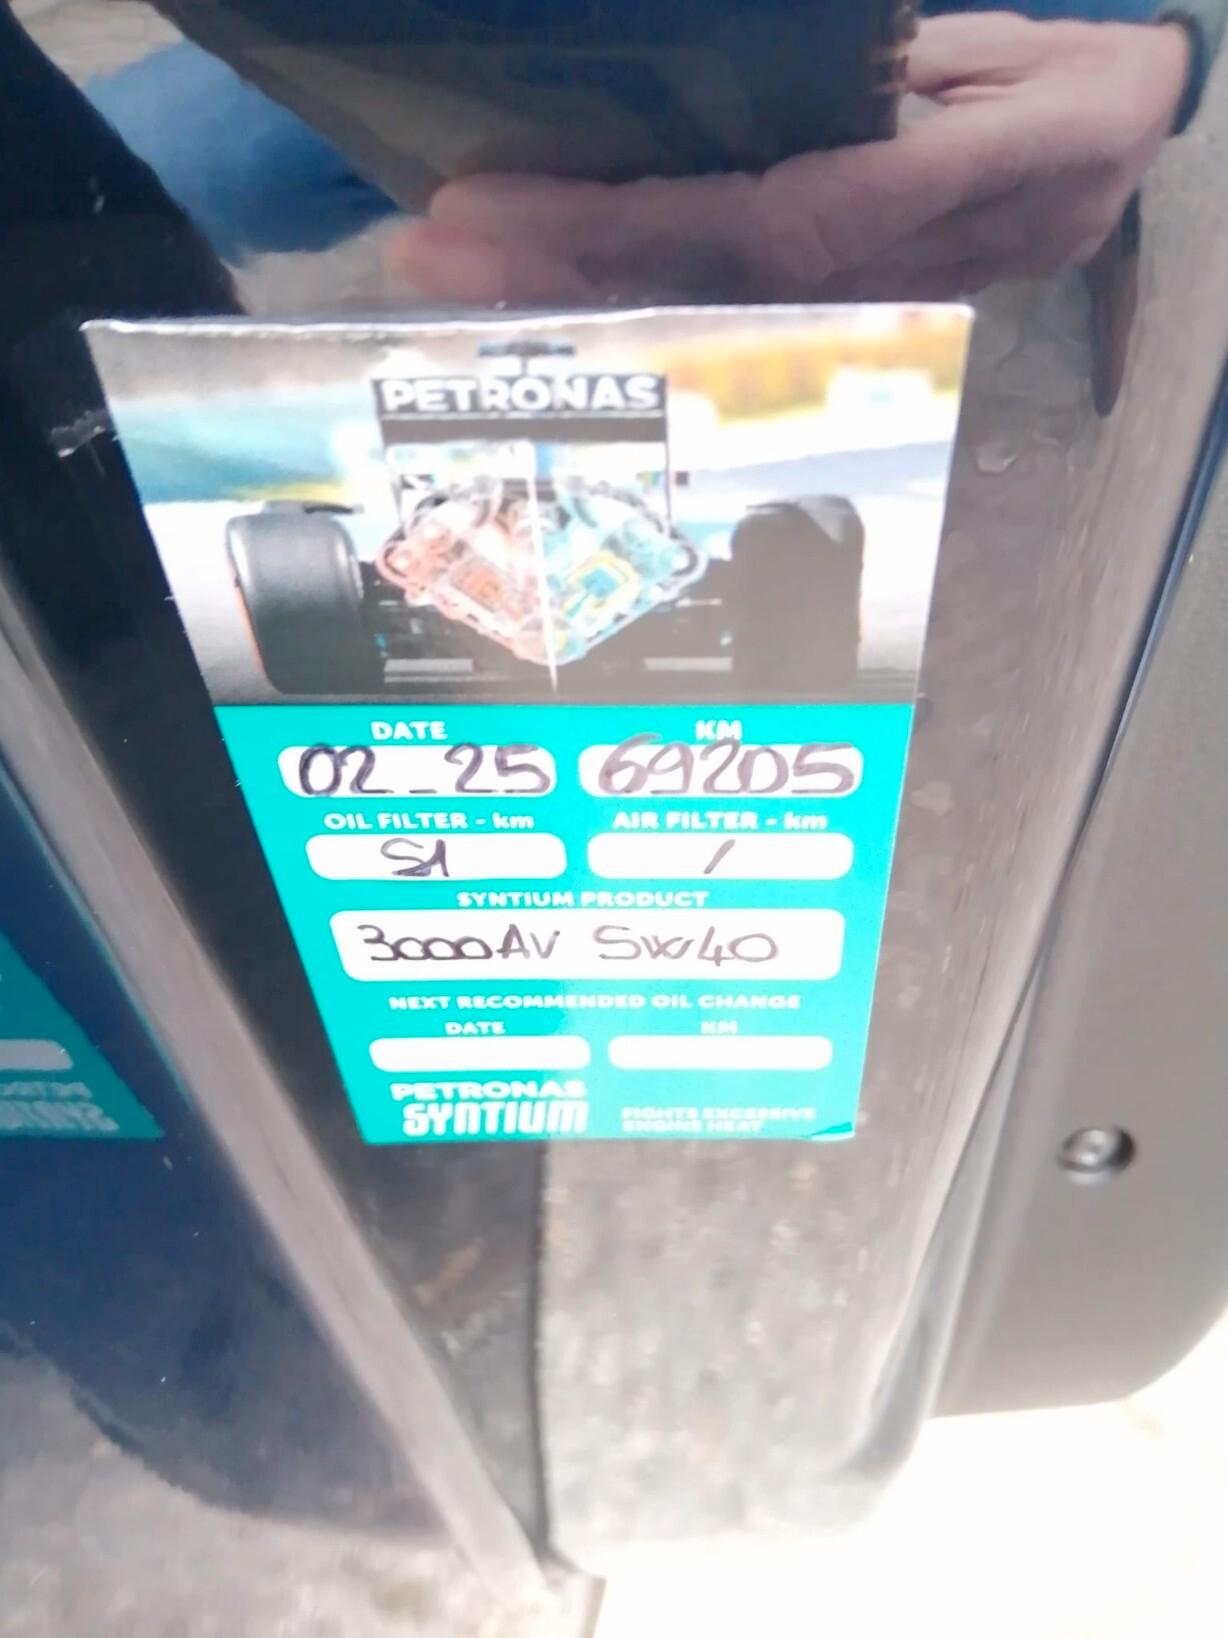 PETRONAS
DATE KM
02_25 69205
OIL FILTER - km AIR FILTER - km
SI /
SYNTIUM PRODUCT
3000AV 5W40
NEXT RECOMMENDED OIL CHANGE
DATE KM
PETRONAS
SYNTIUM
FIGHTS EXCESSIVE
ENGINE HEAT